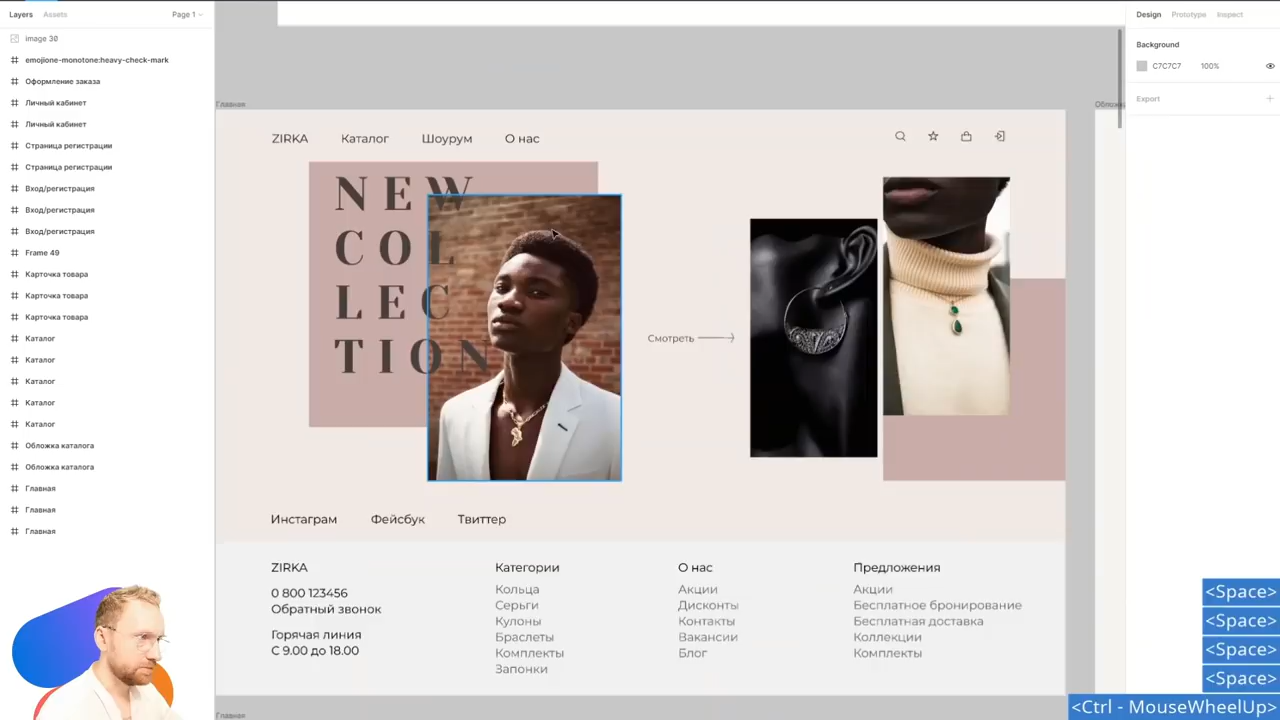 Layers Assets Page 1
Design Prototype Inspect
image 30
emojione-monotone:heavy-check-mark
Оформление заказа
Личный кабинет
Личный кабинет
Страница регистрации
Страница регистрации
Вход/регистрация
Вход/регистрация
Вход/регистрация
Frame 49
Карточка товара
Карточка товара
Карточка товара
Каталог
Каталог
Каталог
Каталог
Каталог
Обложка каталога
Обложка каталога
Главная
Главная
Главная
Background
C7C7C7 100%
Export
Главная
ZIRKA Каталог Шоурум О нас
NEW
COL
LEC
TION
Смотреть
Инстаграм Фейсбук Твиттер
ZIRKA
0 800 123456
Обратный звонок
Горячая линия
С 9.00 до 18.00
Категории
Кольца
Серьги
Кулоны
Браслеты
Комплекты
Запонки
О нас
Акции
Дисконты
Контакты
Вакансии
Блог
Предложения
Акции
Бесплатное бронирование
Бесплатная доставка
Коллекции
Комплекты
Главная
<Space>
<Space>
<Space>
<Space>
<Ctrl - MouseWheelUp>